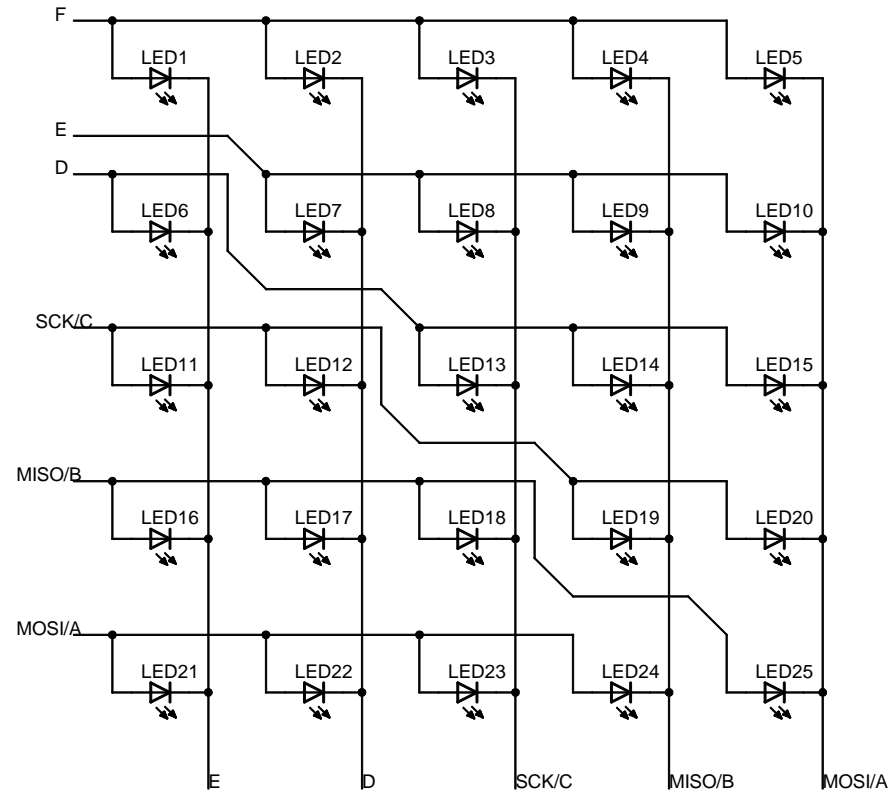 F
LED1 LED2 LED3 LED4 LED5
E
D
LED6 LED7 LED8 LED9 LED10
SCK/C
LED11 LED12 LED13 LED14 LED15
MISO/B
LED16 LED17 LED18 LED19 LED20
MOSI/A
LED21 LED22 LED23 LED24 LED25
E D SCK/C MISO/B MOSI/A